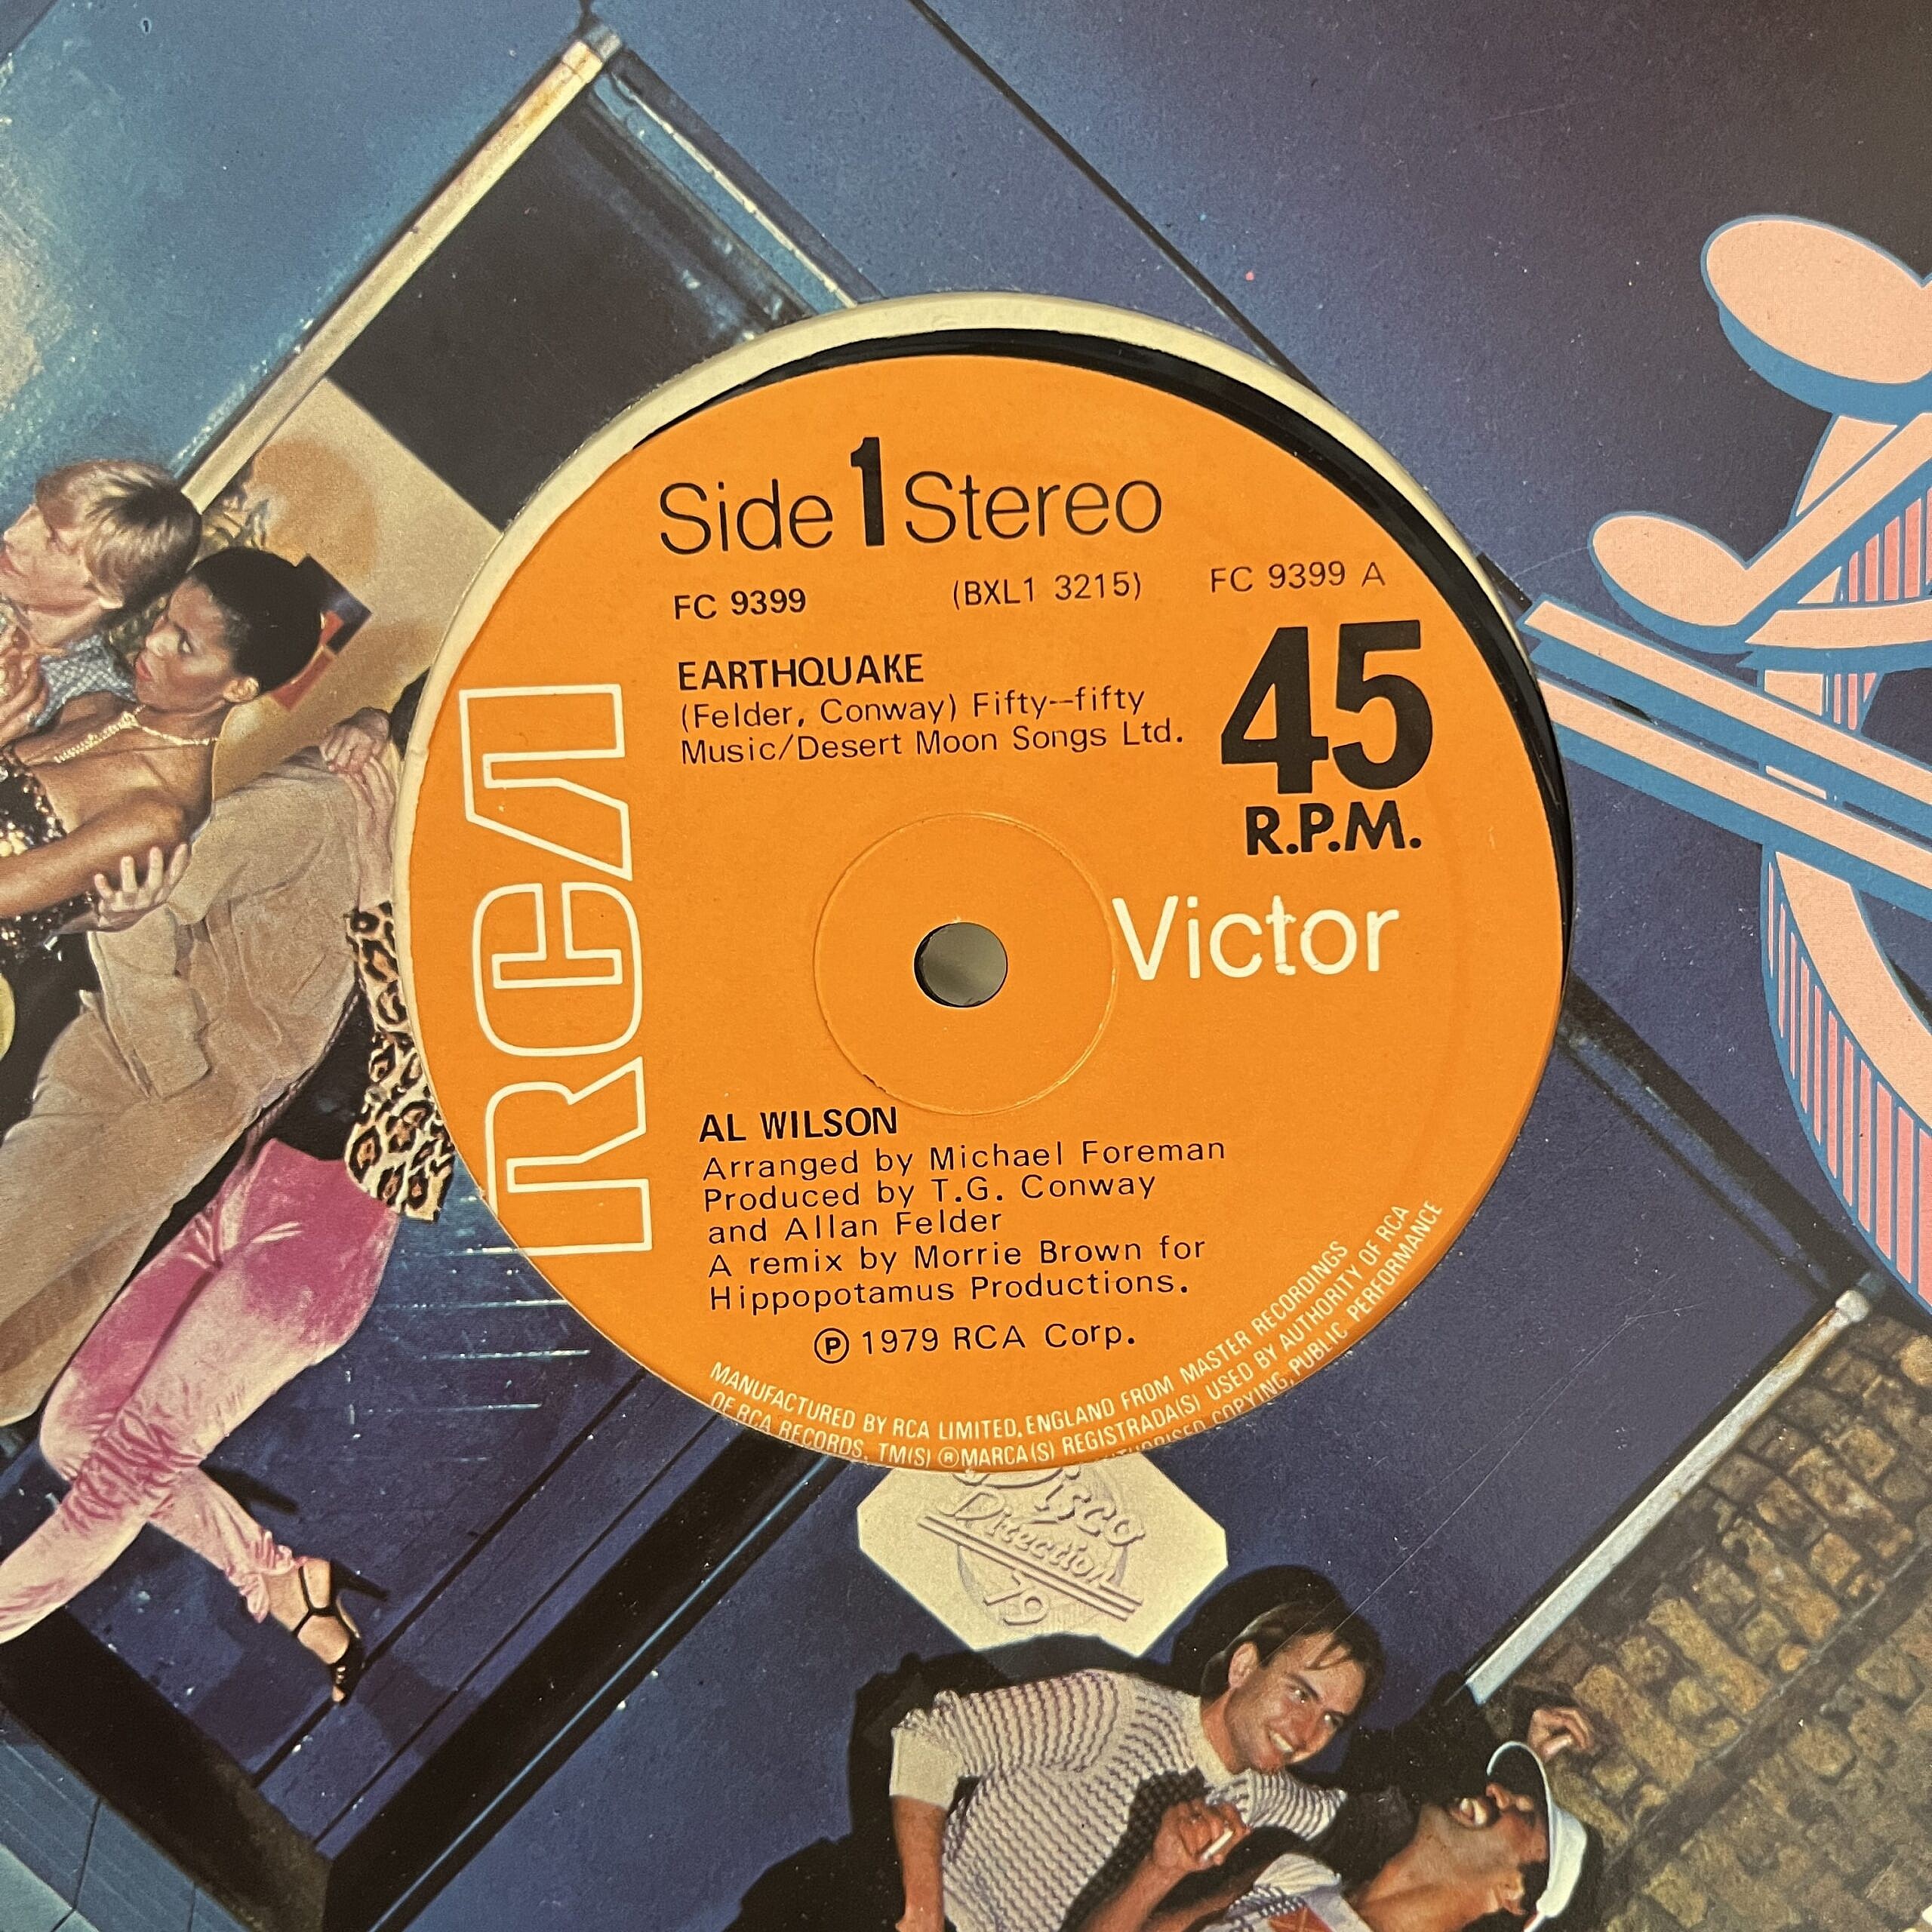 Side 1 Stereo
FC 9399 (BXL1 3215) FC 9399 A
EARTHQUAKE
(Felder, Conway) Fifty--fifty
Music/Desert Moon Songs Ltd.
45
R.P.M.
RCA
Victor
AL WILSON
Arranged by Michael Foreman
Produced by T.G. Conway
and Allan Felder
A remix by Morrie Brown for
Hippopotamus Productions.
℗ 1979 RCA Corp.
MANUFACTURED BY RCA LIMITED, ENGLAND FROM MASTER RECORDINGS
OF RCA RECORDS. TM(S) ® MARCA(S) REGISTRADA(S) USED BY AUTHORITY OF RCA
COPYING, PUBLIC PERFORMANCE
Disco
Direction
79